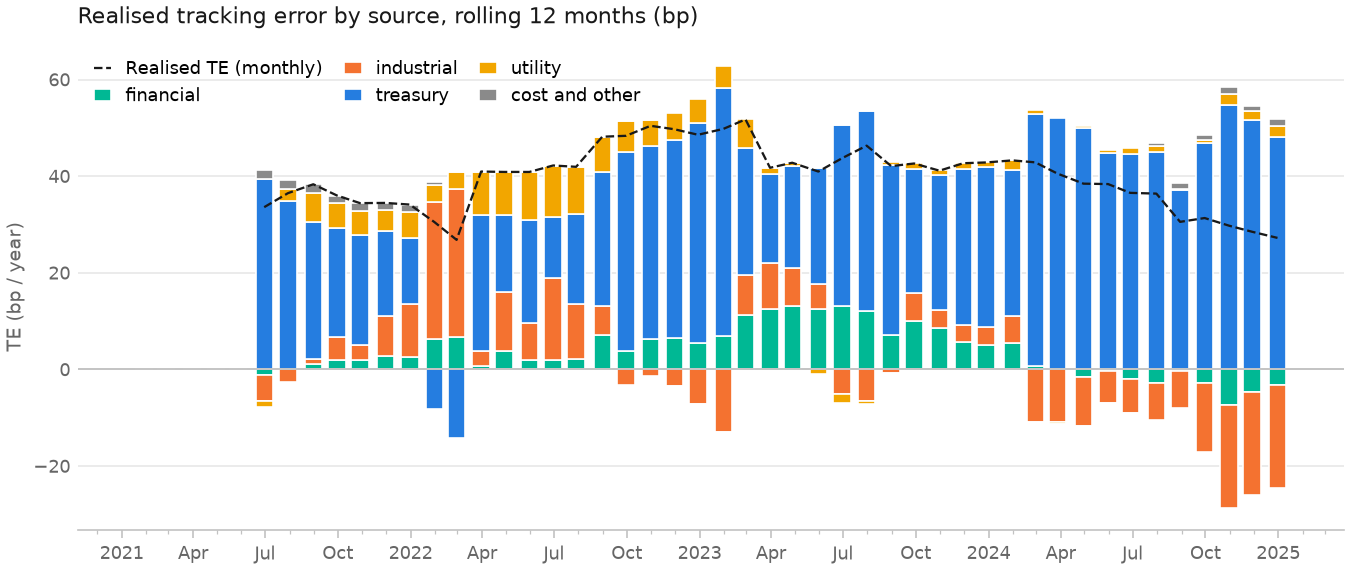 Realised tracking error by source, rolling 12 months (bp)
Realised TE (monthly) industrial utility
financial treasury cost and other
TE (bp / year)
60
40
20
0
−20
2021 Apr Jul Oct 2022 Apr Jul Oct 2023 Apr Jul Oct 2024 Apr Jul Oct 2025